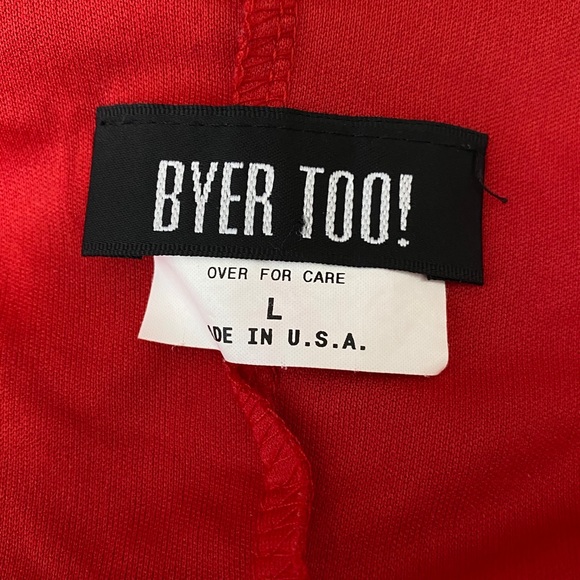 BYER TOO!
OVER FOR CARE
L
DE IN U.S.A.